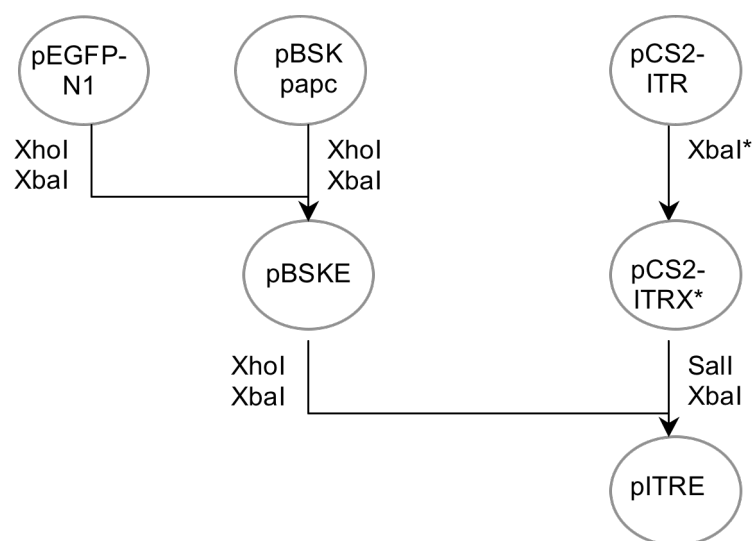 pEGFP-
N1
pBSK
papc
pCS2-
ITR
XhoI
XbaI
XhoI
XbaI
XbaI*
pBSKE
pCS2-
ITRX*
XhoI
XbaI
SalI
XbaI
pITRE